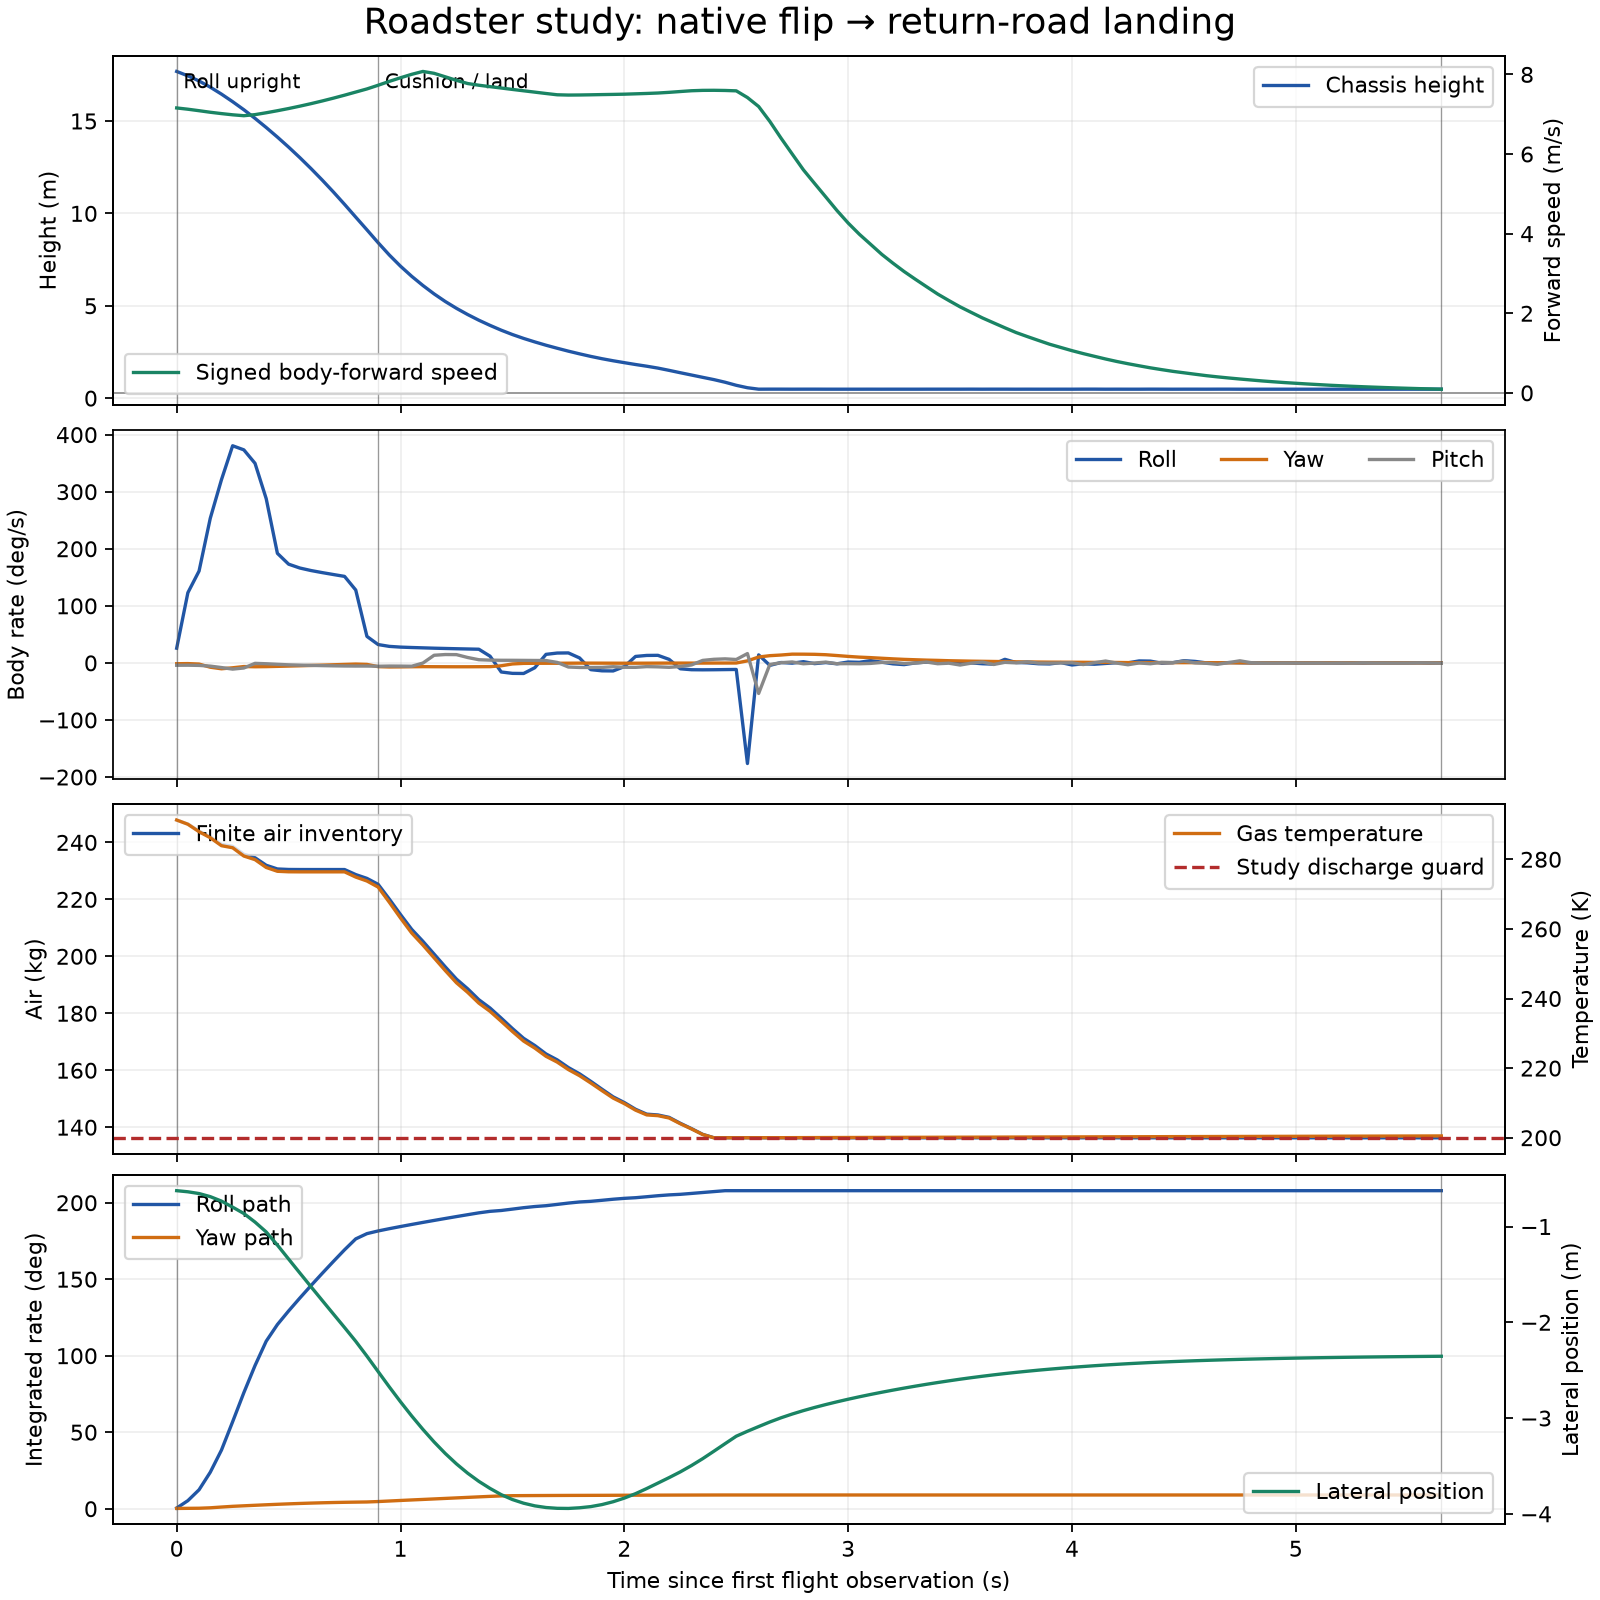 Roadster study: native flip → return-road landing
Roll upright
Cushion / land
Chassis height
Signed body-forward speed
Height (m)
15
10
5
0
Forward speed (m/s)
8
6
4
2
0
Roll
Yaw
Pitch
Body rate (deg/s)
400
300
200
100
0
−100
−200
Finite air inventory
Gas temperature
Study discharge guard
Air (kg)
240
220
200
180
160
140
Temperature (K)
280
260
240
220
200
Roll path
Yaw path
Lateral position
Integrated rate (deg)
200
150
100
50
0
Lateral position (m)
−1
−2
−3
−4
0 1 2 3 4 5
Time since first flight observation (s)